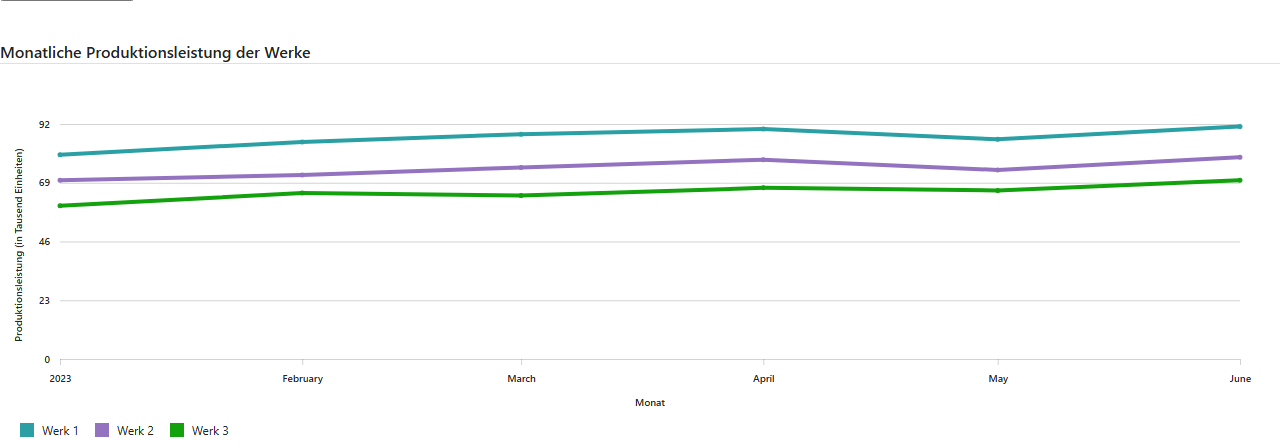 Monatliche Produktionsleistung der Werke
Produktionsleistung (in Tausend Einheiten)
92
69
46
23
0
2023 February March April May June
Monat
Werk 1 Werk 2 Werk 3